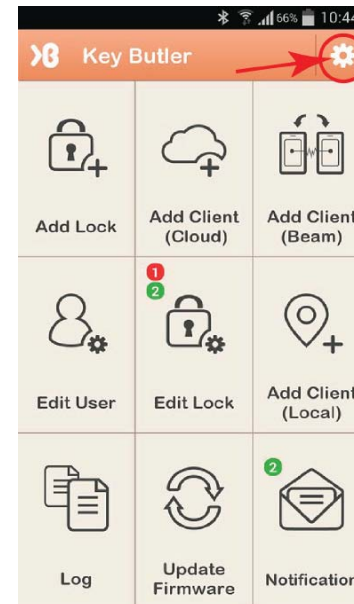 66% 10:44
Key Butler
Add Lock
Add Client
(Cloud)
Add Client
(Beam)
1
2
Edit User
Edit Lock
Add Client
(Local)
2
Log
Update
Firmware
Notification